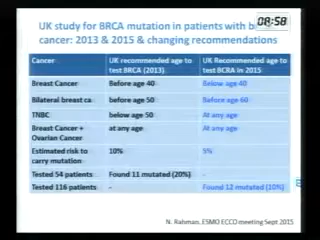 UK study for BRCA mutation in patients with
08:58
cancer: 2013 & 2015 & changing recommendations
Cancer
UK recommended age to test BRCA (2013)
UK Recommended age to test BCRA in 2015
Breast Cancer
Before age 40
Below age 40
Bilateral breast ca
before age 50
Before age 60
TNBC
below age 50
At any age
Breast Cancer + Ovarian Cancer
at any age
At any age
Estimated risk to carry mutation
10%
5%
Tested 54 patients
Found 11 mutated (20%)
-
Tested 116 patients
-
Found 12 mutated (10%)
N. Rahman. ESMO ECCO meeting Sept 2015